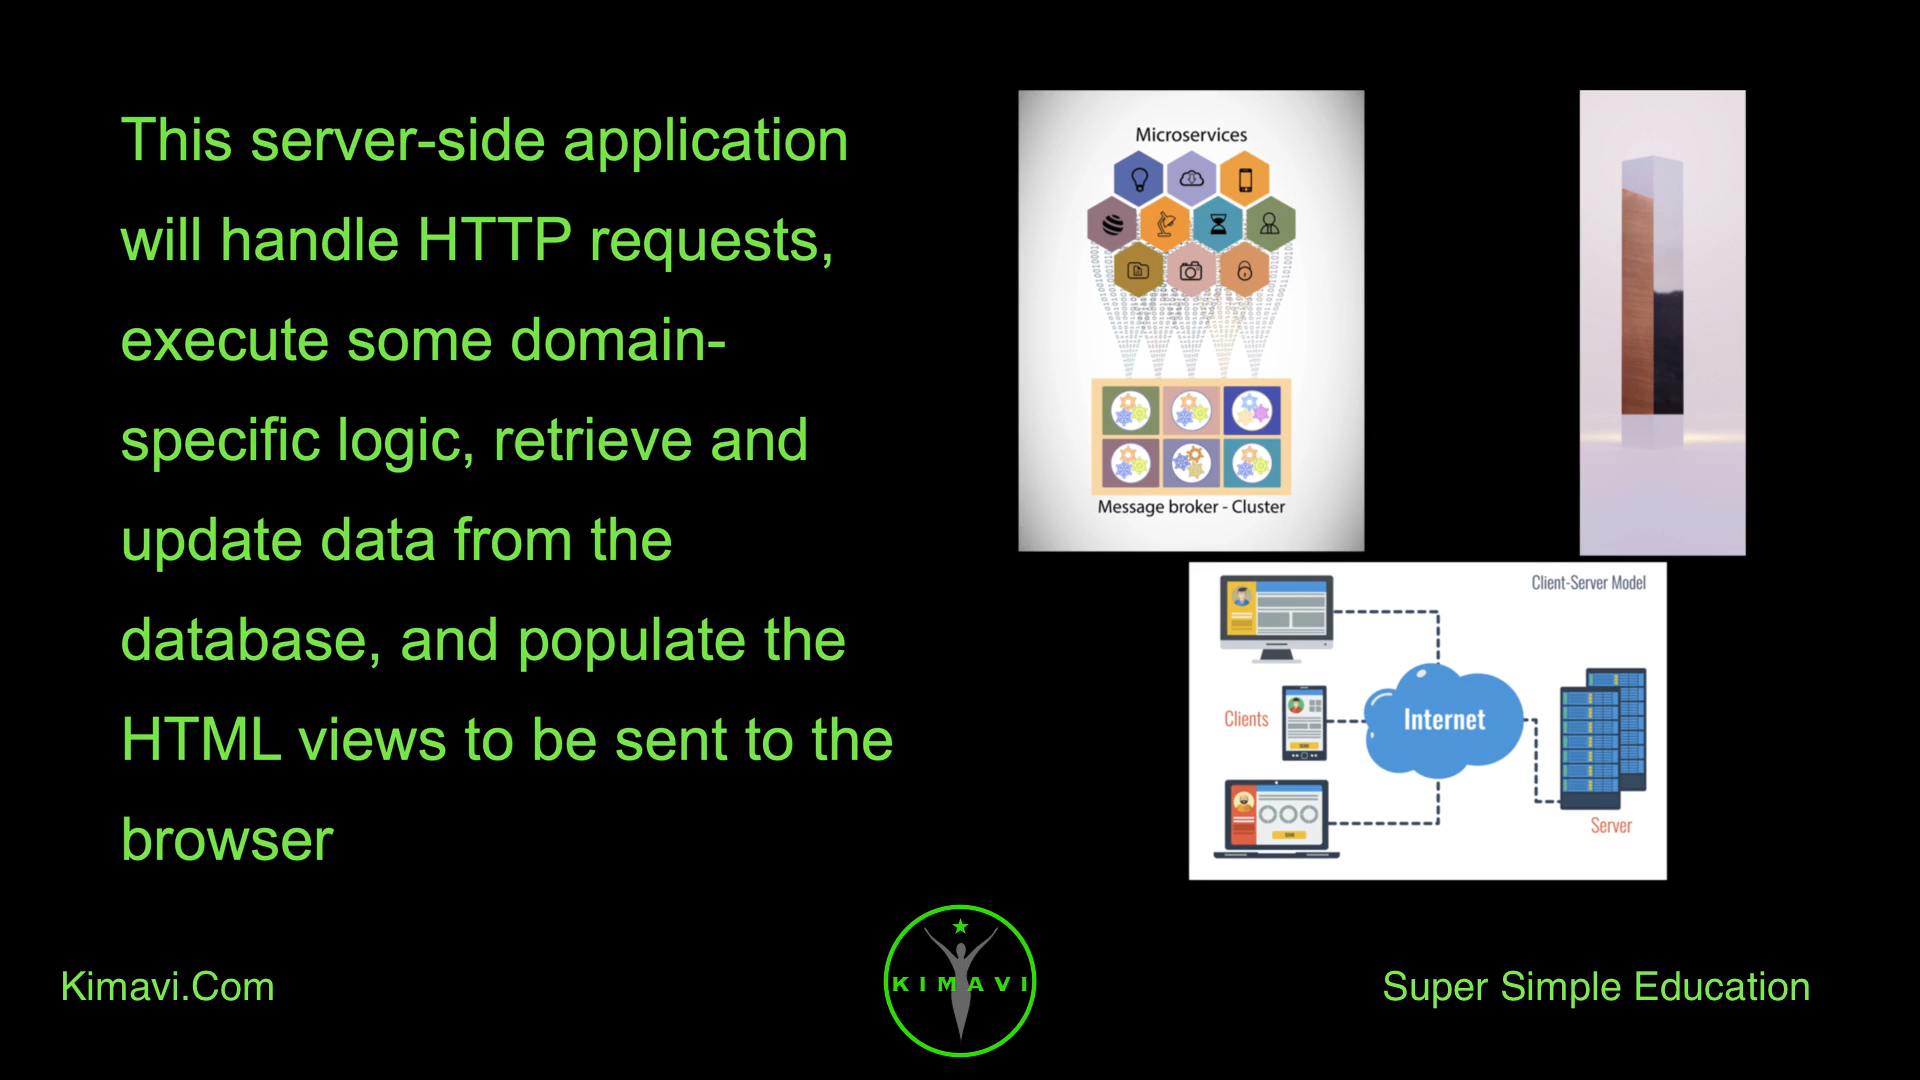 This server-side application
will handle HTTP requests,
execute some domain-
specific logic, retrieve and
update data from the
database, and populate the
HTML views to be sent to the
browser
Microservices
Message broker - Cluster
Client-Server Model
Clients
Internet
Server
Kimavi.Com
KIMAVI
Super Simple Education